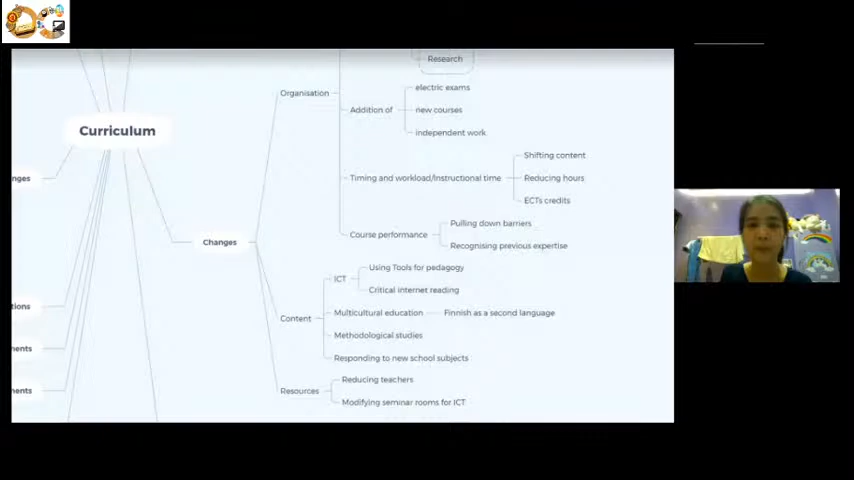 Research
Organisation
electric exams
Addition of
new courses
Curriculum
independent work
Shifting content
nges
Timing and workload/Instructional time
Reducing hours
ECTs credits
Pulling down barriers
Course performance
Changes
Recognising previous expertise
Using Tools for pedagogy
ICT
Critical internet reading
tions
Multicultural education
Finnish as a second language
Content
Methodological studies
nents
Responding to new school subjects
Reducing teachers
nents
Resources
Modifying seminar rooms for ICT